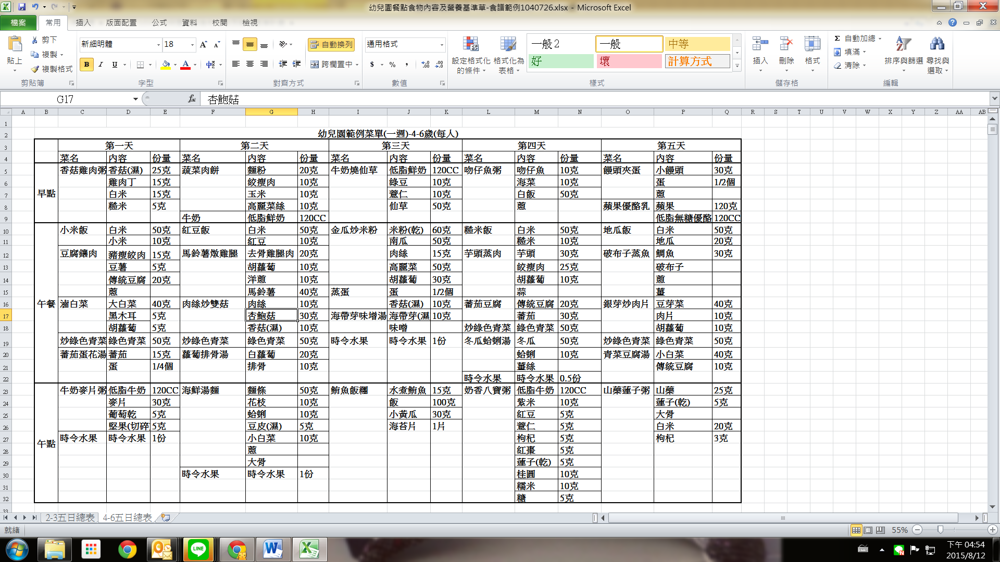 幼兒園餐點食物內容及營養基準草-食譜範例1040726.xlsx - Microsoft Excel
檔案 常用 插入 版面配置 公式 資料 校閱 檢視
貼上 剪下 複製 複製格式 剪貼簿
新細明體 18 B I U 字型
自動換列 跨欄置中 對齊方式
通用格式 $ % , 數值
設定格式化的條件 格式化為表格 一般 2 一般 中等 好 壞 計算方式 樣式
插入 刪除 格式 儲存格
Σ 自動加總 填滿 清除 排序與篩選 尋找與選取 編輯
G17 fx 杏鮑菇
A B C D E F G H I J K L M N O P Q R S T U V W X Y Z AA AB
1
2 幼兒園範例菜單(一週)-4-6歲(每人)
3 第一天 第二天 第三天 第四天 第五天
4 菜名 內容 份量 菜名 內容 份量 菜名 內容 份量 菜名 內容 份量 菜名 內容 份量
5 香菇雞肉粥 香菇(濕) 25克 蔬菜肉餅 麵粉 20克 牛奶燒仙草 低脂鮮奶 120CC 吻仔魚粥 吻仔魚 10克 饅頭夾蛋 小饅頭 30克
6 雞肉丁 15克 絞瘦肉 10克 綠豆 10克 海菜 10克 蛋 1/2個
7 早點 白米 15克 玉米 10克 薏仁 10克 白飯 50克 蔥
8 糙米 5克 高麗菜絲 10克 仙草 50克 蔥 蘋果優酪乳 蘋果 120克
9 牛奶 低脂鮮奶 120CC 低脂無糖優酪 120CC
10 小米飯 白米 50克 紅豆飯 白米 50克 金瓜炒米粉 米粉(乾) 60克 糙米飯 白米 50克 地瓜飯 白米 50克
11 小米 10克 紅豆 10克 南瓜 50克 糙米 10克 地瓜 20克
12 豆腐鑲肉 豬瘦絞肉 15克 馬鈴薯燉雞腿 去骨雞腿肉 20克 肉絲 15克 芋頭蒸肉 芋頭 30克 破布子蒸魚 鯛魚 30克
13 豆薯 5克 胡蘿蔔 10克 高麗菜 50克 絞瘦肉 25克 破布子
14 傳統豆腐 20克 洋蔥 10克 胡蘿蔔 30克 胡蘿蔔 10克 蔥
15 蔥 馬鈴薯 40克 蒸蛋 蛋 1/2個 蒜 薑
16 午餐 滷白菜 大白菜 40克 肉絲炒雙菇 肉絲 10克 香菇(濕) 10克 蕃茄豆腐 傳統豆腐 20克 銀芽炒肉片 豆芽菜 40克
17 黑木耳 5克 杏鮑菇 30克 海帶芽味增湯 海帶芽(濕 10克 蕃茄 30克 肉片 10克
18 胡蘿蔔 5克 香菇(濕) 10克 味噌 炒綠色青菜 綠色青菜 50克 胡蘿蔔 10克
19 炒綠色青菜 綠色青菜 50克 炒綠色青菜 綠色青菜 50克 時令水果 時令水果 1份 冬瓜蛤蜊湯 冬瓜 50克 炒綠色青菜 綠色青菜 50克
20 蕃茄蛋花湯 蕃茄 15克 蘿蔔排骨湯 白蘿蔔 20克 蛤蜊 10克 青菜豆腐湯 小白菜 40克
21 蛋 1/4個 排骨 10克 薑絲 傳統豆腐 10克
22 時令水果 時令水果 0.5份
23 牛奶麥片粥 低脂牛奶 120CC 海鮮湯麵 麵條 50克 鮪魚飯糰 水煮鮪魚 15克 奶香八寶粥 低脂牛奶 120CC 山藥蓮子粥 山藥 25克
24 麥片 30克 花枝 10克 飯 100克 紫米 10克 蓮子(乾) 5克
25 葡萄乾 5克 蛤蜊 10克 小黃瓜 30克 紅豆 5克 大骨
26 堅果(切碎) 5克 豆皮(濕) 5克 海苔片 1片 薏仁 5克 白米 20克
27 午點 時令水果 時令水果 1份 小白菜 10克 枸杞 5克 枸杞 3克
28 蔥 紅棗 5克
29 大骨 蓮子(乾) 5克
30 時令水果 時令水果 1份 桂圓 10克
31 糯米 10克
32 糖 5克
33
2-3五日總表 4-6五日總表
就緒 55%
LINE
下午 04:54
2015/8/12